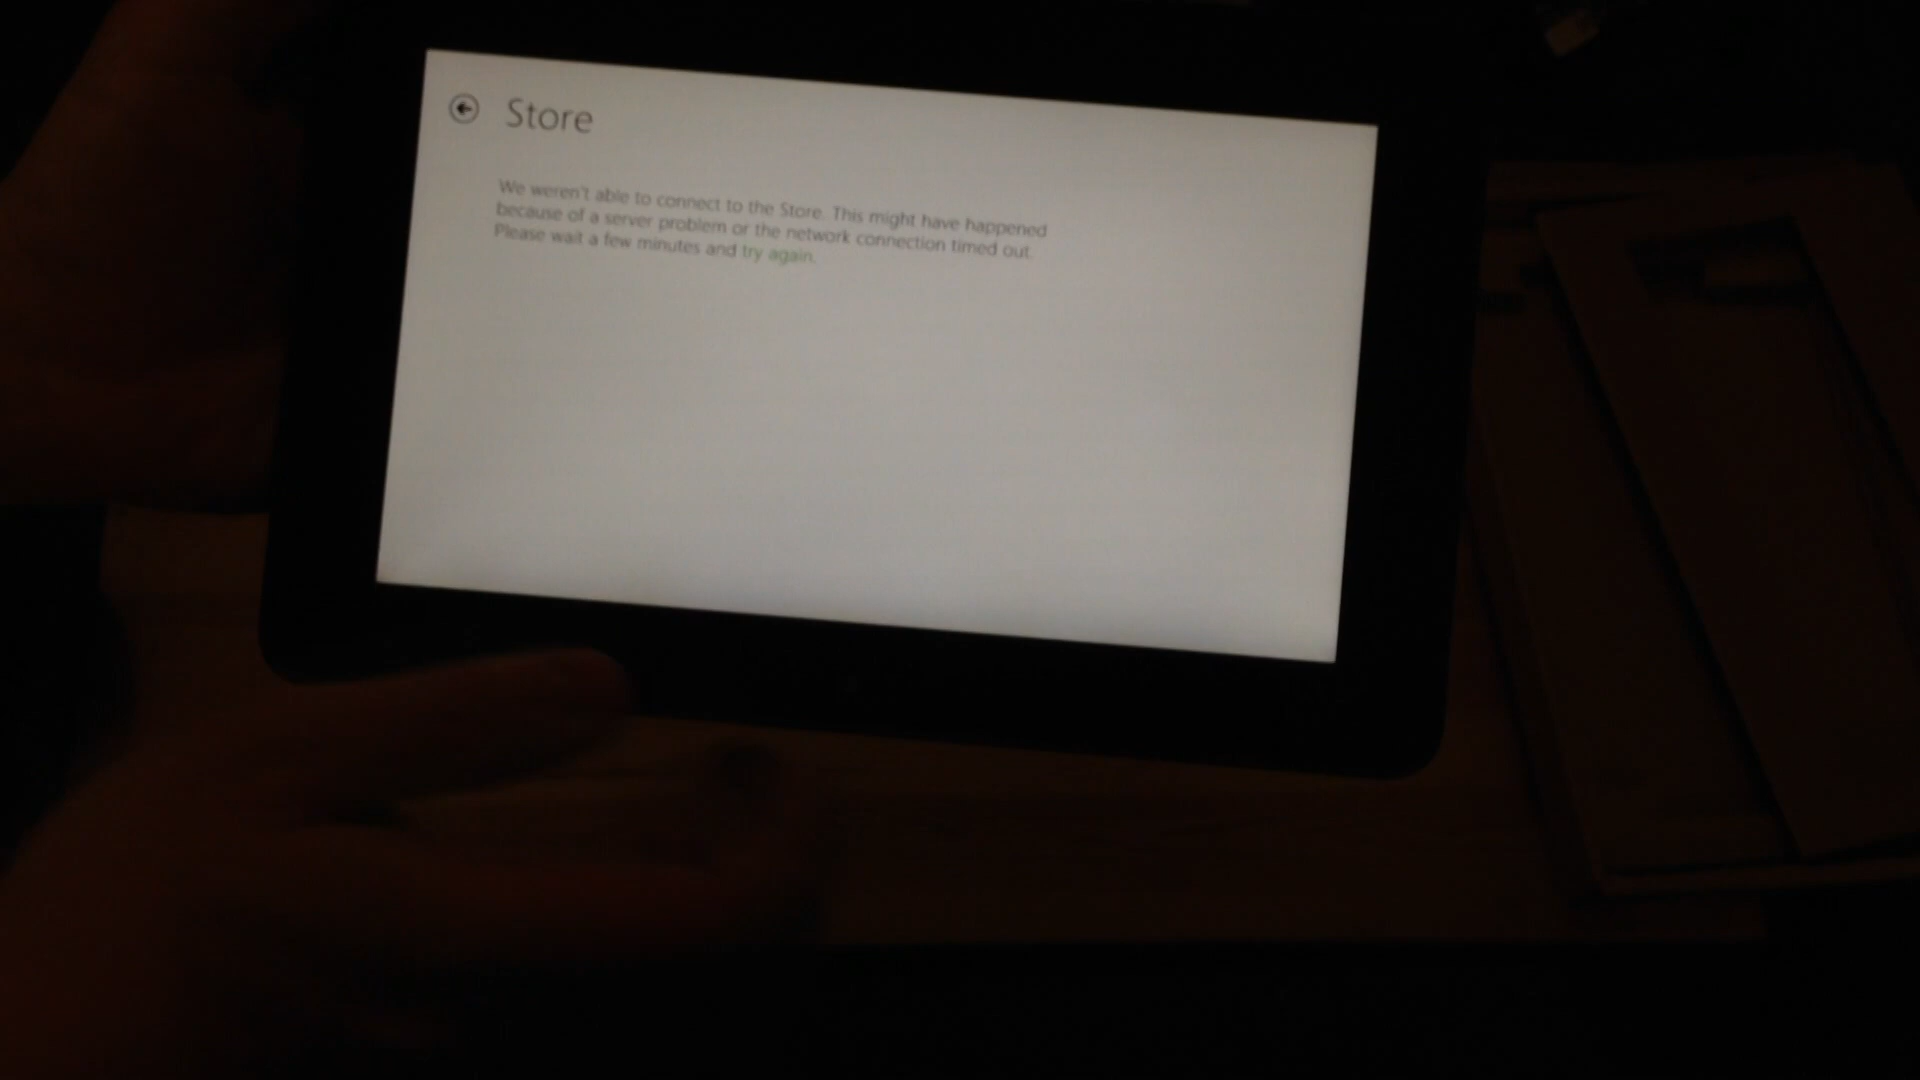 Store
We weren't able to connect to the Store. This might have happened
because of a server problem or the network connection timed out.
Please wait a few minutes and try again.